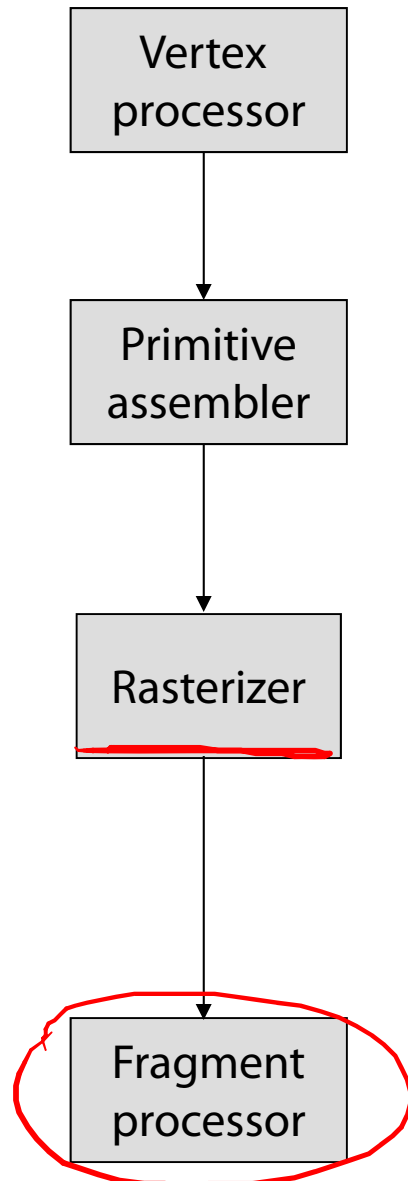 Vertex
processor
Primitive
assembler
Rasterizer
Fragment
processor